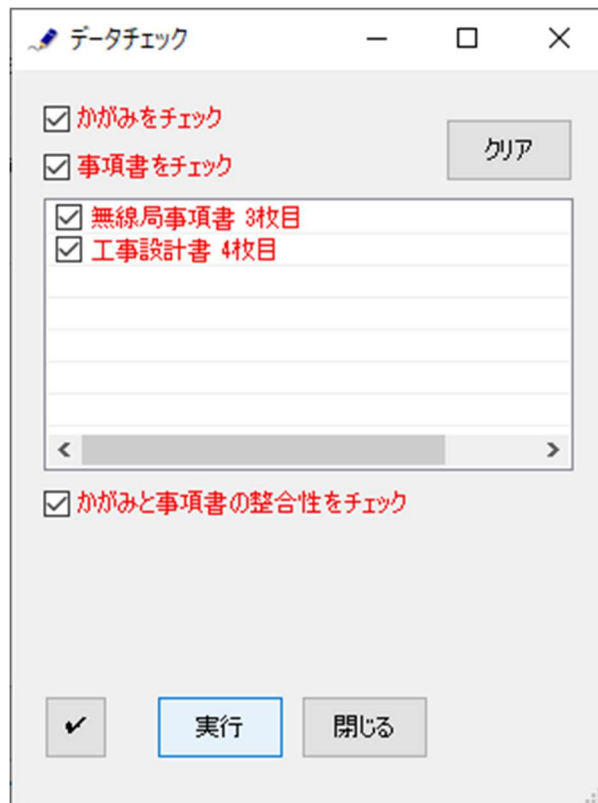 データチェック
かがみをチェック
クリア
事項書をチェック
無線局事項書 3枚目
工事設計書 4枚目
かがみと事項書の整合性をチェック
実行
閉じる